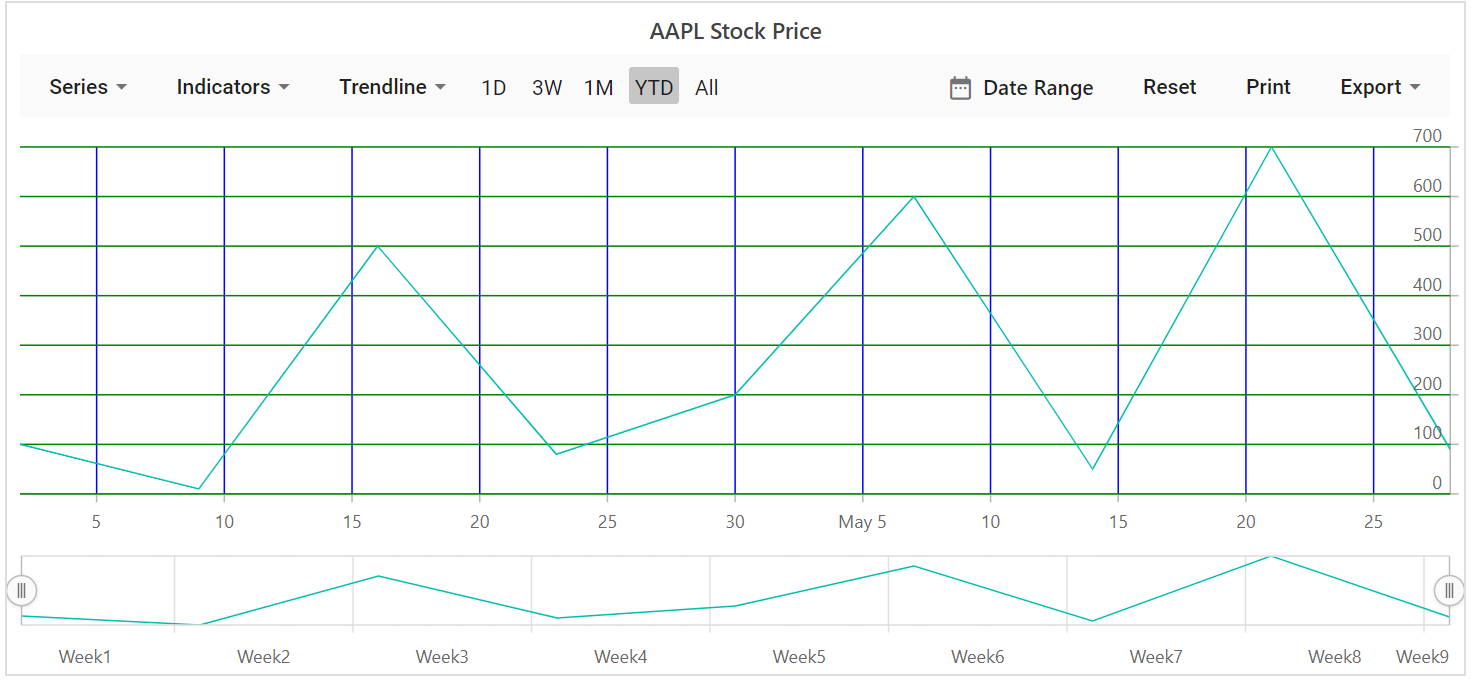 AAPL Stock Price
Series Indicators Trendline 1D 3W 1M YTD All Date Range Reset Print Export
700
600
500
400
300
200
100
0
5 10 15 20 25 30 May 5 10 15 20 25
Week1 Week2 Week3 Week4 Week5 Week6 Week7 Week8 Week9